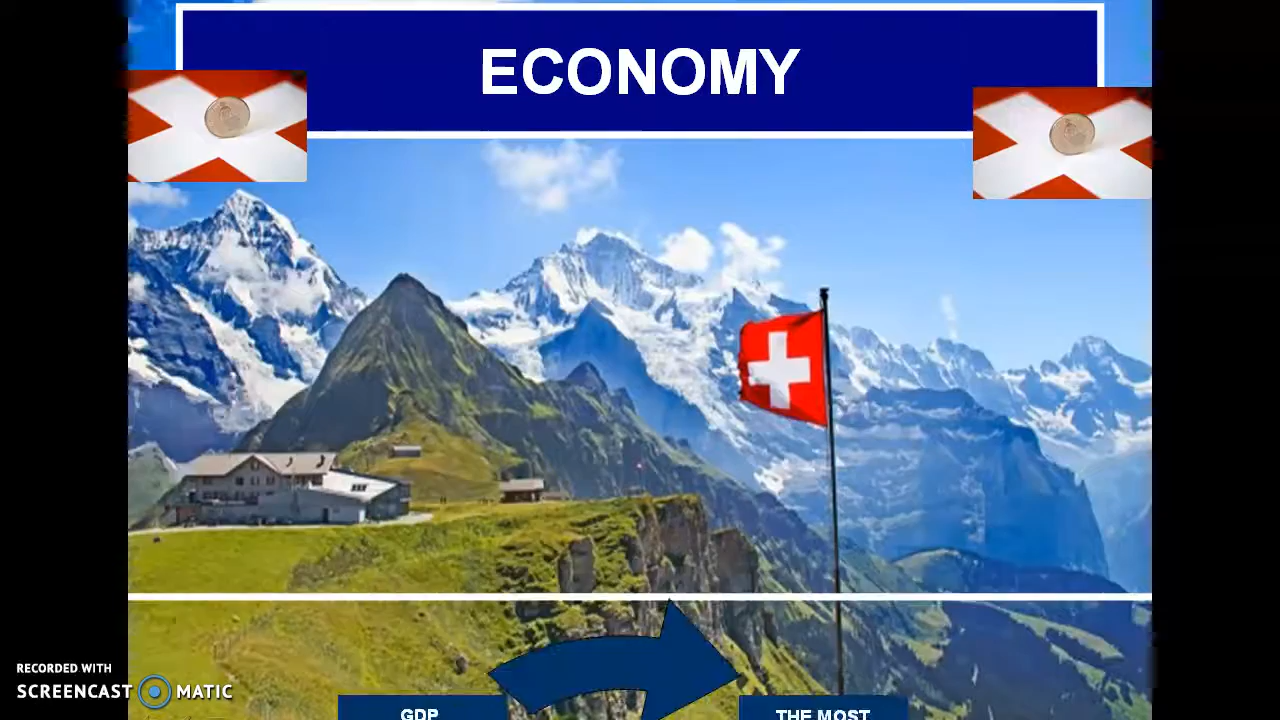 ECONOMY
RECORDED WITH
SCREENCAST MATIC
GDP
THE MOST